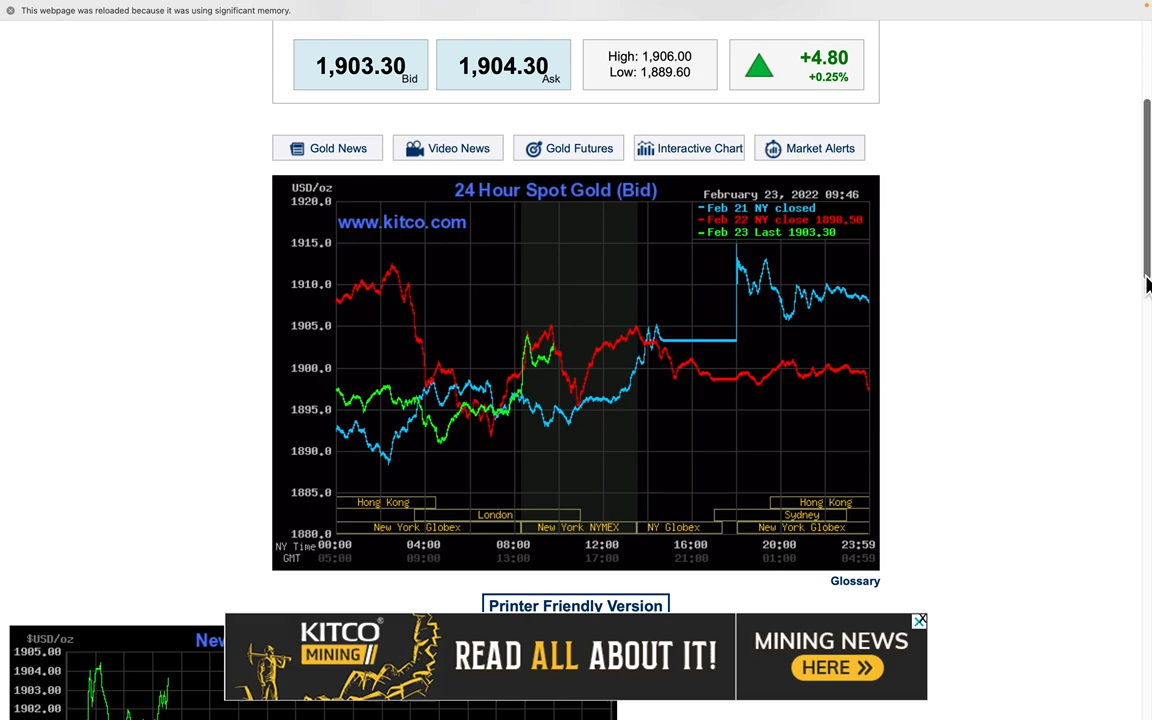 This webpage was reloaded because it was using significant memory.
1,903.30 Bid
1,904.30 Ask
High: 1,906.00
Low: 1,889.60
+4.80
+0.25%
Gold News
Video News
Gold Futures
Interactive Chart
Market Alerts
USD/oz
24 Hour Spot Gold (Bid)
February 23, 2022 09:46
www.kitco.com
Feb 21 NY closed
Feb 22 NY close 1898.50
Feb 23 Last 1903.30
1920.0
1915.0
1910.0
1905.0
1900.0
1895.0
1890.0
1885.0
1880.0
Hong Kong Hong Kong
London Sydney
New York Globex New York NYMEX NY Globex New York Globex
NY Time 00:00 04:00 08:00 12:00 16:00 20:00 23:59
GMT 05:00 09:00 13:00 17:00 21:00 01:00 04:59
Glossary
Printer Friendly Version
$USD/oz
1905.00
1904.00
1903.00
1902.00
KITCO®
MINING
READ ALL ABOUT IT!
MINING NEWS
HERE »
X